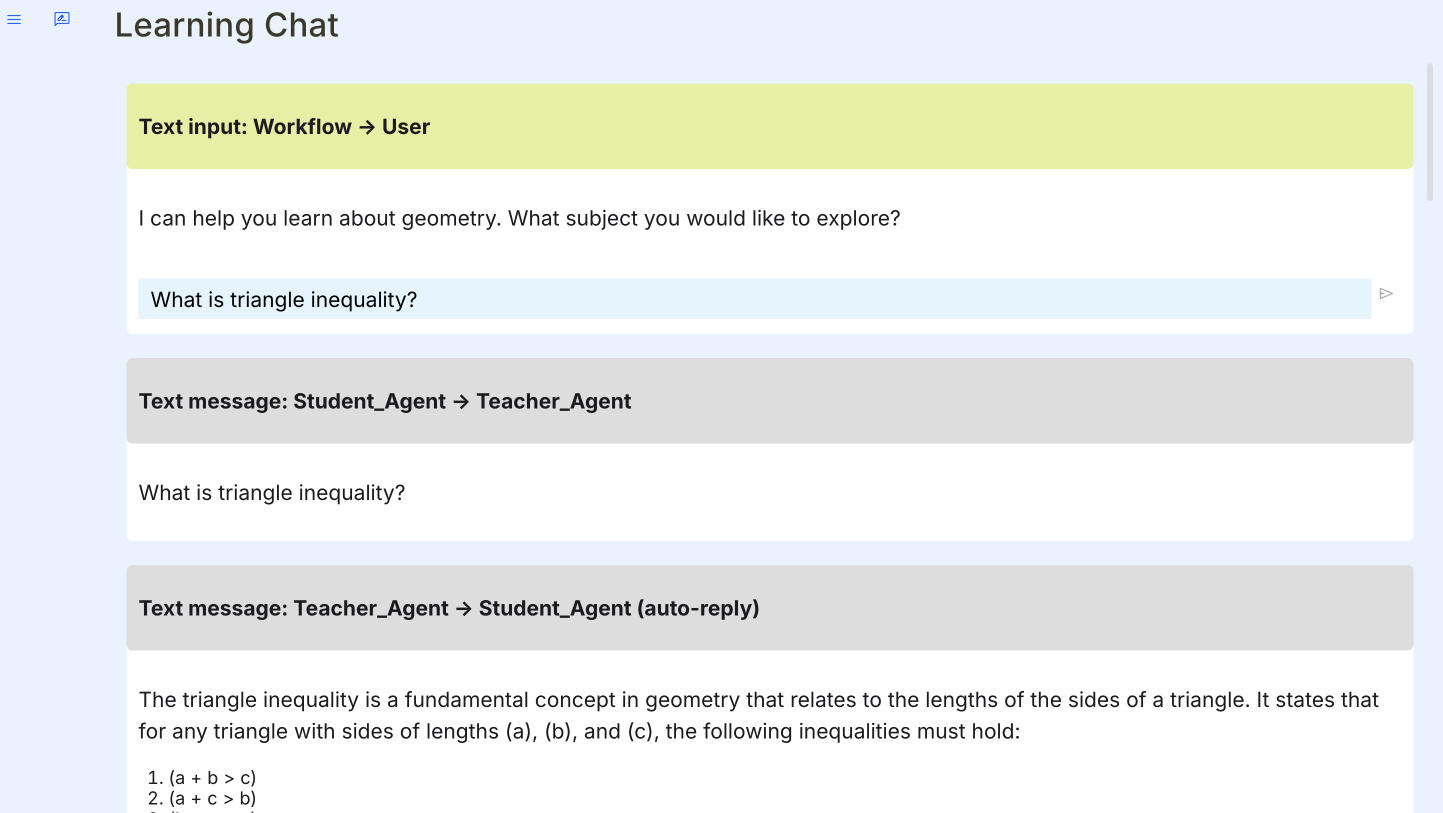 Learning Chat
Text input: Workflow → User
I can help you learn about geometry. What subject you would like to explore?
What is triangle inequality?
Text message: Student_Agent → Teacher_Agent
What is triangle inequality?
Text message: Teacher_Agent → Student_Agent (auto-reply)
The triangle inequality is a fundamental concept in geometry that relates to the lengths of the sides of a triangle. It states that
for any triangle with sides of lengths (a), (b), and (c), the following inequalities must hold:
1. (a + b > c)
2. (a + c > b)